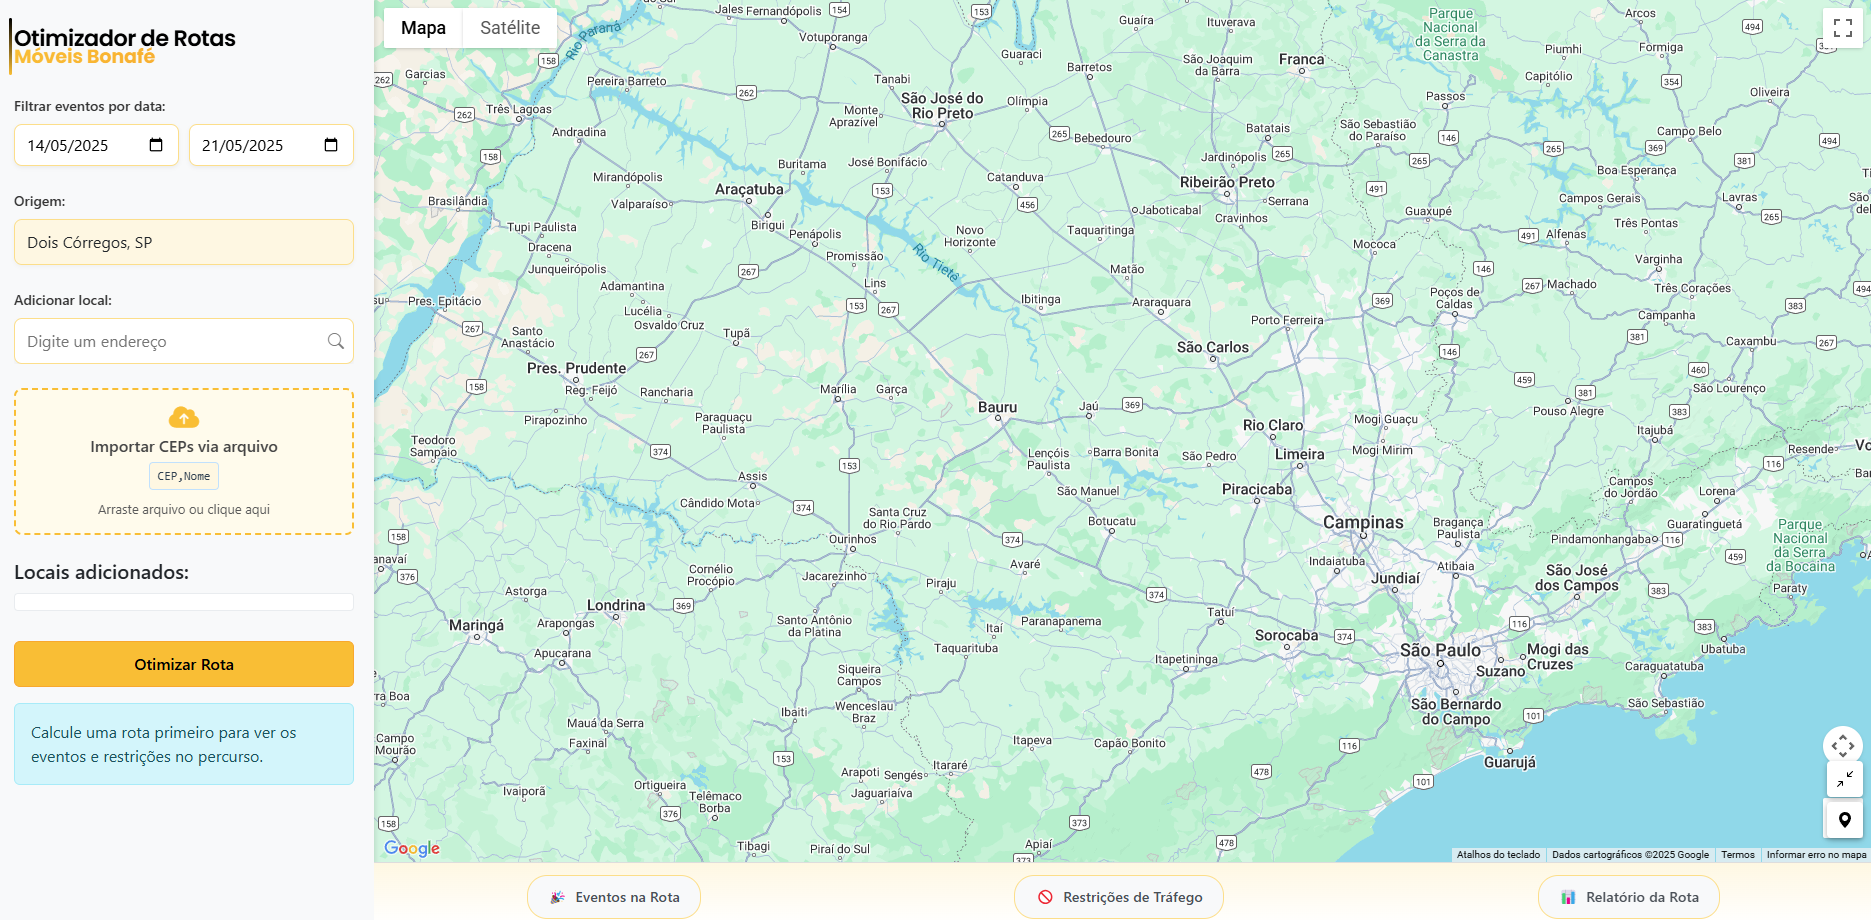 Otimizador de Rotas
Móveis Bonafé
Filtrar eventos por data:
14/05/2025
21/05/2025
Origem:
Dois Córregos, SP
Adicionar local:
Digite um endereço
Importar CEPs via arquivo
CEP,Nome
Arraste arquivo ou clique aqui
Locais adicionados:
Otimizar Rota
Calcule uma rota primeiro para ver os
eventos e restrições no percurso.
Mapa
Satélite
Jales
Fernandópolis
Votuporanga
Guaíra
Ituverava
Parque
Nacional
da Serra da
Canastra
Arcos
Rio Paraná
Guaraci
São Joaquim
da Barra
Franca
Piumhi
Formiga
Garcias
Pereira Barreto
Tanabi
Barretos
Capitólio
Três Lagoas
Monte
Aprazível
São José do
Rio Preto
Olímpia
Passos
Oliveira
Andradina
Bebedouro
Batatais
São Sebastião
do Paraíso
Campo Belo
Buritama
José Bonifácio
Jardinópolis
Boa Esperança
Mirandópolis
Araçatuba
Catanduva
Ribeirão Preto
Brasilândia
Valparaíso
Birigui
Jaboticabal
Serrana
Cravinhos
Guaxupé
Campos Gerais
Lavras
Três Pontas
Tupi Paulista
Dracena
Penápolis
Novo
Horizonte
Taquaritinga
Mococa
Alfenas
Junqueirópolis
Promissão
Rio Tietê
Matão
Varginha
Adamantina
Lins
Ibitinga
Araraquara
Poços de
Caldas
Machado
Três Corações
Pres. Epitácio
Lucélia
Osvaldo Cruz
Porto Ferreira
Campanha
Santo
Anastácio
Tupã
São Carlos
Caxambu
Pres. Prudente
Reg. Feijó
Rancharia
Marília
Garça
Bauru
Jaú
São Lourenço
Pouso Alegre
Pirapozinho
Paraguaçu
Paulista
Mogi Guaçu
Rio Claro
Itajubá
Teodoro
Sampaio
Lençóis
Paulista
Barra Bonita
São Pedro
Limeira
Mogi Mirim
Resende
Assis
Cândido Mota
São Manuel
Piracicaba
Campos
do Jordão
Lorena
Santa Cruz
do Rio Pardo
Botucatu
Campinas
Bragança
Paulista
Guaratinguetá
Parque
Nacional
da Serra
da Bocaina
Ourinhos
Pindamonhangaba
Cornélio
Procópio
Jacarezinho
Avaré
Indaiatuba
Atibaia
Jundiaí
São José
dos Campos
Paraty
Astorga
Londrina
Piraju
Maringá
Arapongas
Santo Antônio
da Platina
Itaí
Paranapanema
Tatuí
Sorocaba
São Paulo
Mogi das
Cruzes
Ubatuba
Apucarana
Taquarituba
Itapetininga
Suzano
Caraguatatuba
Siqueira
Campos
São Bernardo
do Campo
São Sebastião
Ibaiti
Wenceslau
Braz
Mauá da Serra
Faxinal
Campo
Mourão
Itapeva
Capão Bonito
Guarujá
Ivaiporã
Ortigueira
Telêmaco
Borba
Arapoti
Sengés
Itararé
Jaguariaíva
Tibagi
Piraí do Sul
Apiaí
Google
Atalhos do teclado
Dados cartográficos ©2025 Google
Termos
Informar erro no mapa
Eventos na Rota
Restrições de Tráfego
Relatório da Rota